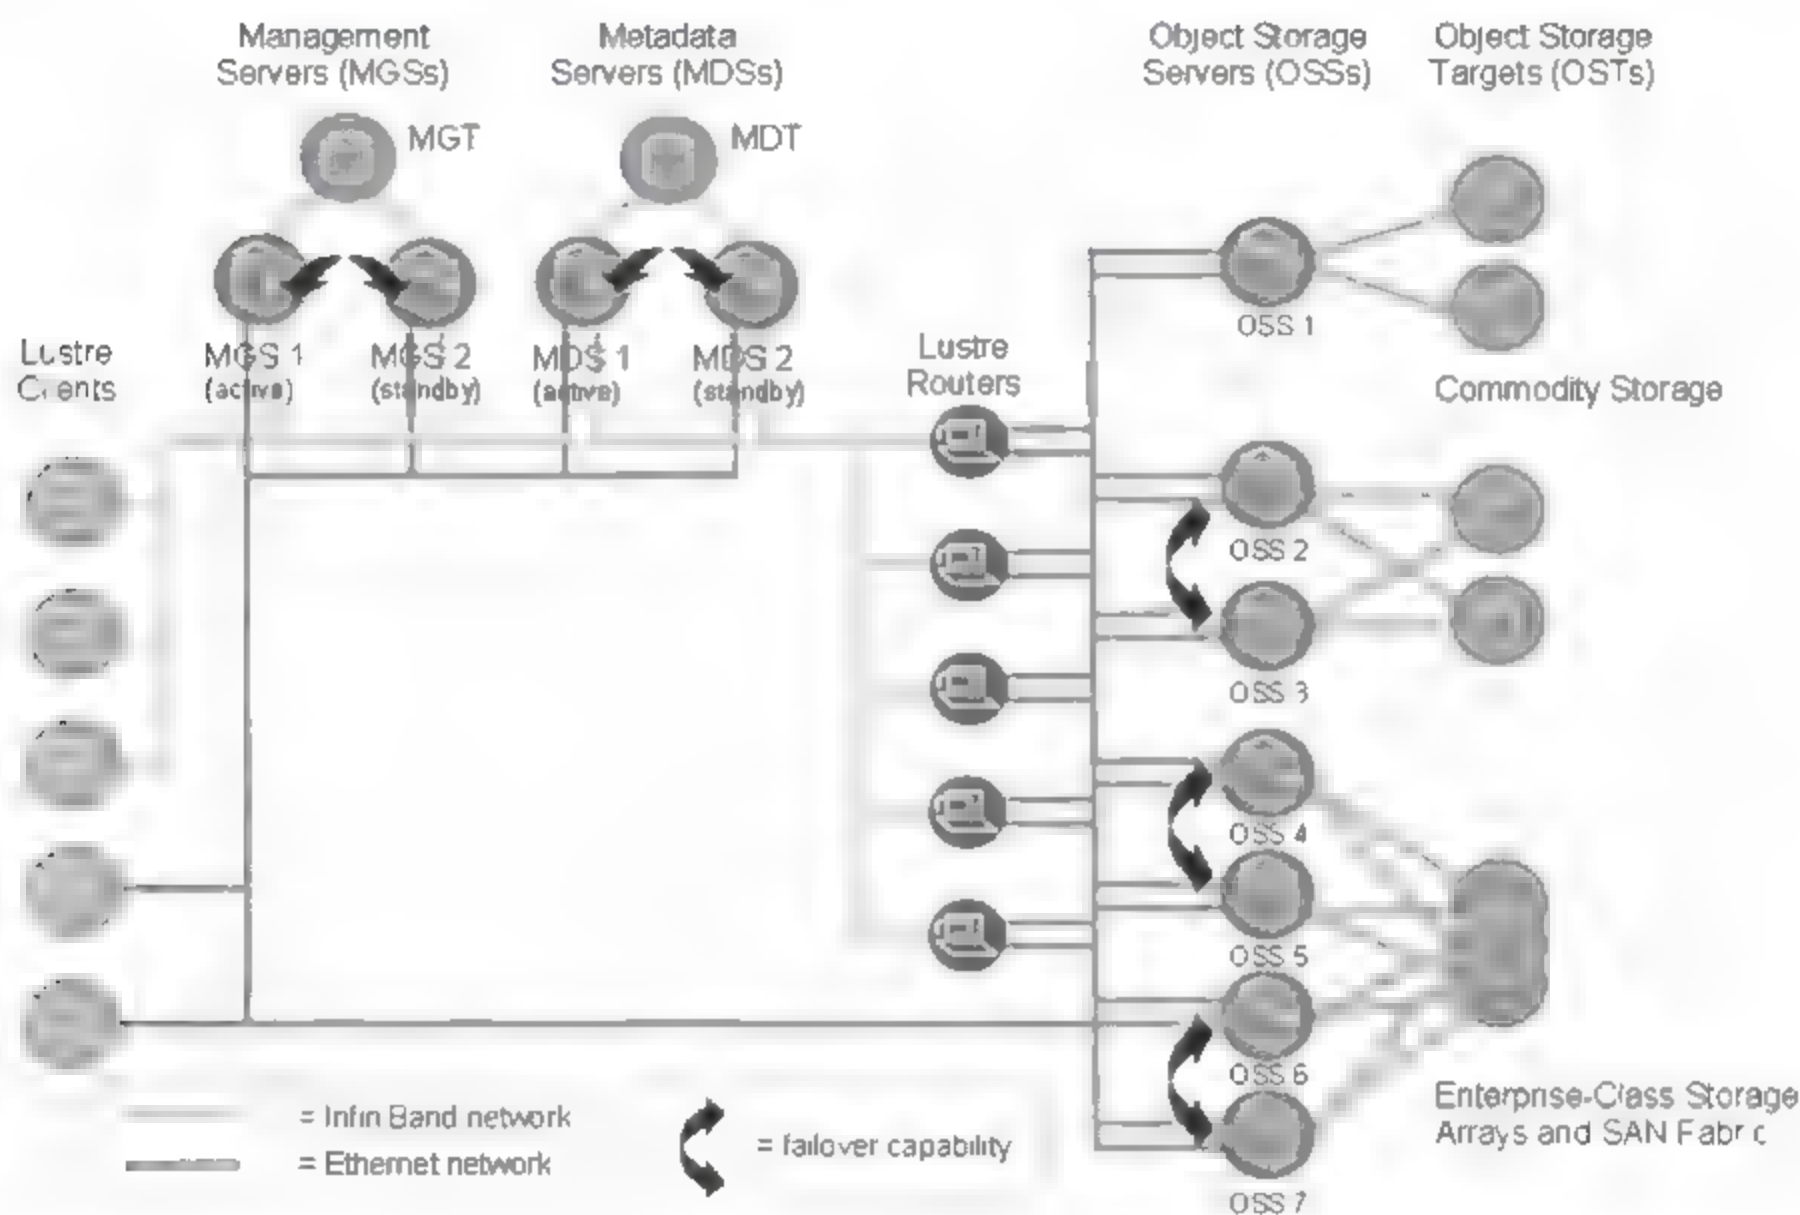 Management
Servers (MGSs)
Metadata
Servers (MDSs)
Object Storage
Servers (OSSs)
Object Storage
Targets (OSTs)
MGT
MDT
Lustre
Clients
MGS 1
(active)
MGS 2
(standby)
MDS 1
(active)
MDS 2
(standby)
Lustre
Routers
OSS 1
Commodity Storage
OSS 2
OSS 3
OSS 4
OSS 5
OSS 6
OSS 7
Enterprise-Class Storage
Arrays and SAN Fabric
= InfiniBand network
= Ethernet network
= failover capability